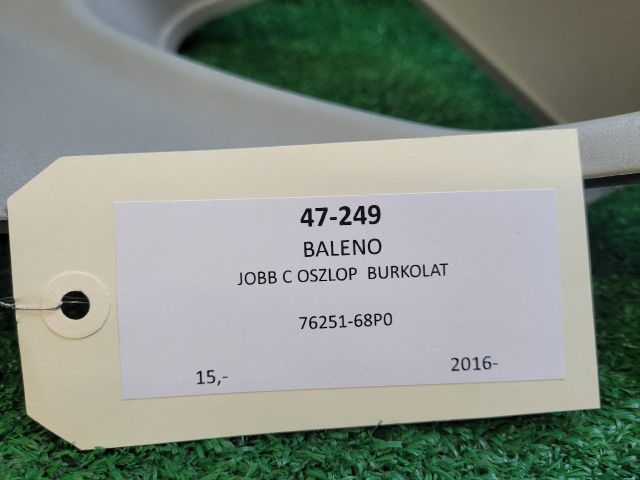 47-249
BALENO
JOBB C OSZLOP BURKOLAT
76251-68P0
15,- 2016-